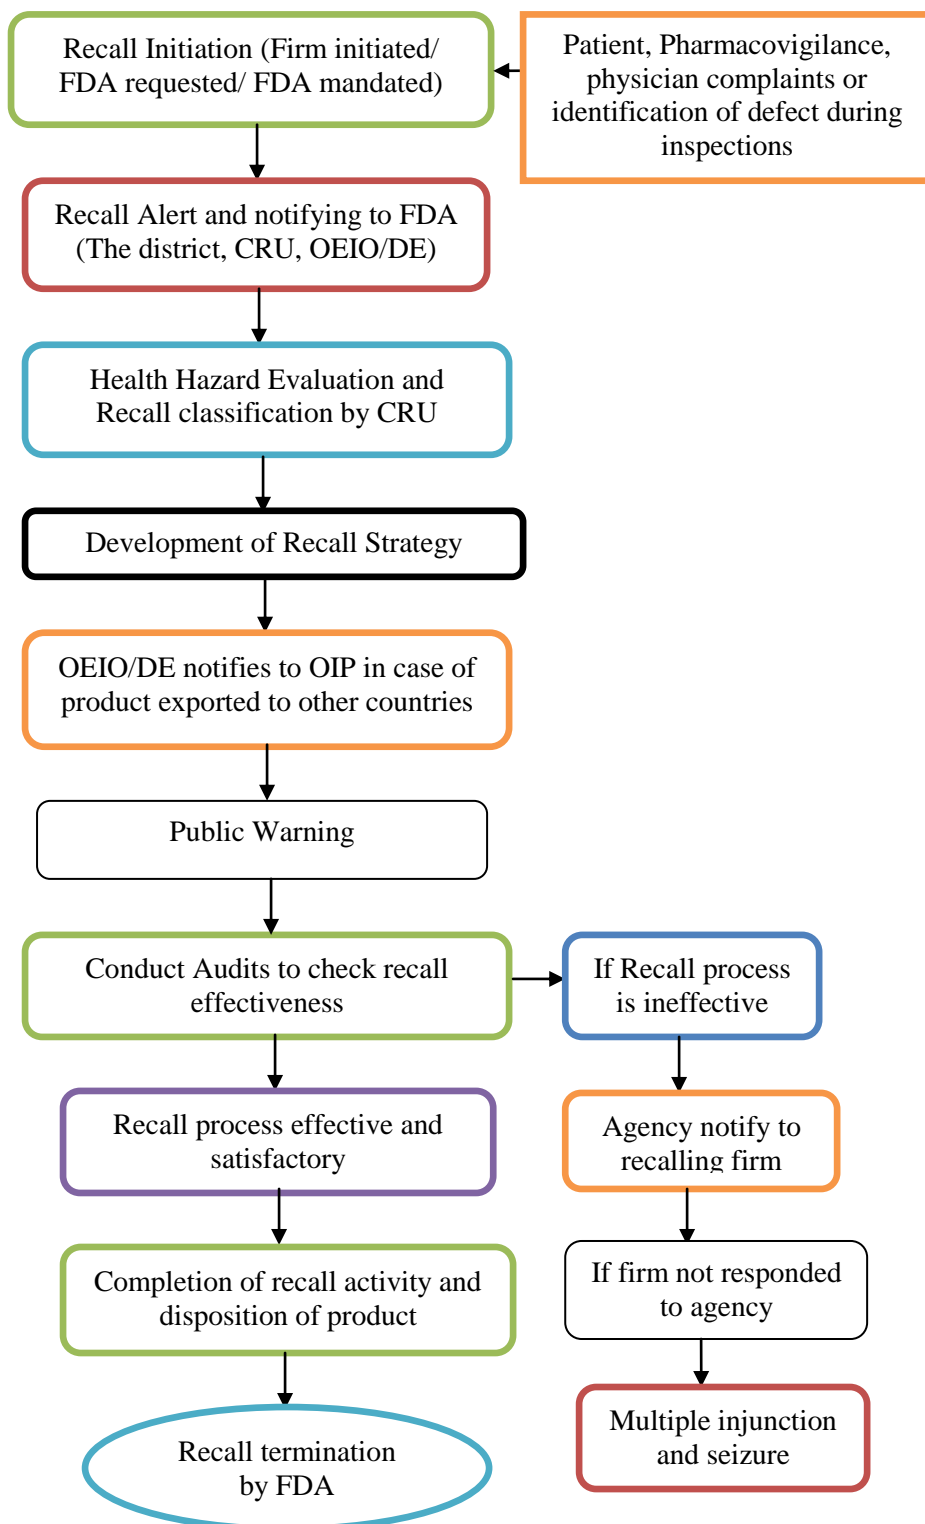 Recall Initiation (Firm initiated/
FDA requested/ FDA mandated)
Patient, Pharmacovigilance,
physician complaints or
identification of defect during
inspections
Recall Alert and notifying to FDA
(The district, CRU, OEIO/DE)
Health Hazard Evaluation and
Recall classification by CRU
Development of Recall Strategy
OEIO/DE notifies to OIP in case of
product exported to other countries
Public Warning
Conduct Audits to check recall
effectiveness
If Recall process
is ineffective
Recall process effective and
satisfactory
Agency notify to
recalling firm
Completion of recall activity and
disposition of product
If firm not responded
to agency
Recall termination
by FDA
Multiple injunction
and seizure